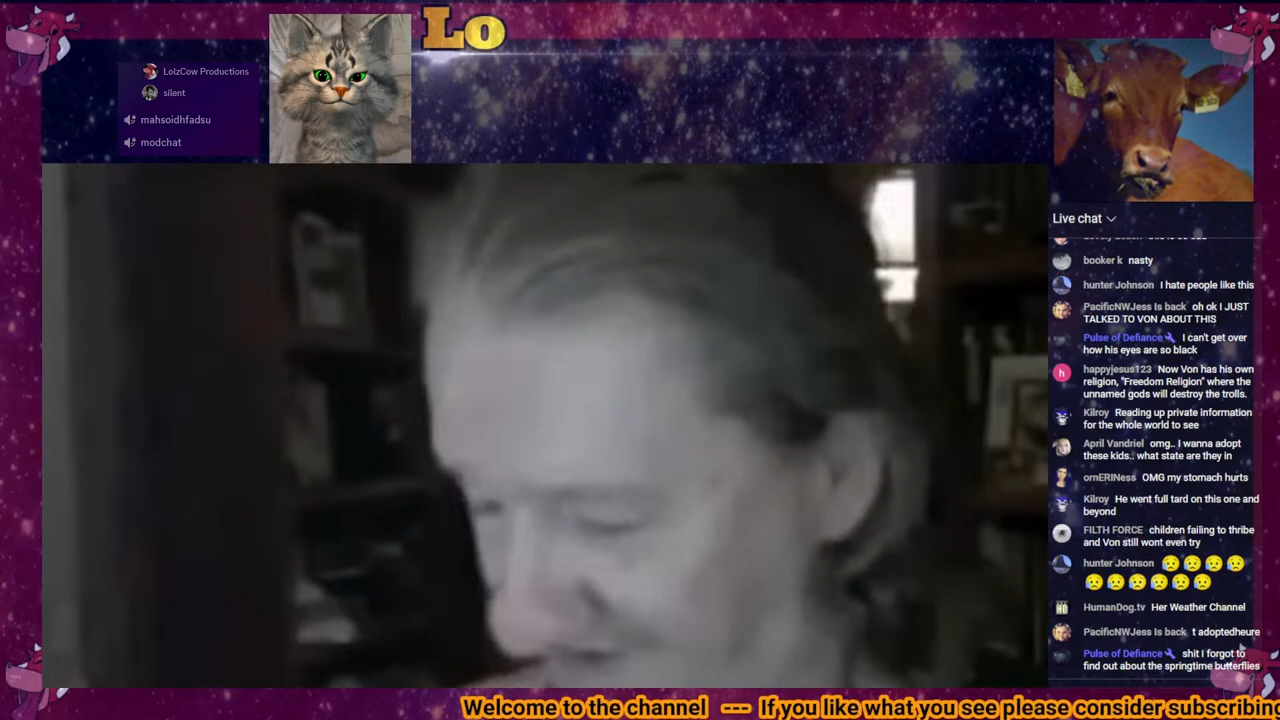 Lo
LolzCow Productions
silent
mahsoidhfadsu
modchat
Live chat
booker k nasty
hunter Johnson I hate people like this
PacificNWJess Is back oh ok I JUST
TALKED TO VON ABOUT THIS
Pulse of Defiance I can't get over
how his eyes are so black
h
happyjesus123 Now Von has his own
religion, "Freedom Religion" where the
unnamed gods will destroy the trolls.
Kilroy Reading up private information
for the whole world to see
April Vandriel omg.. I wanna adopt
these kids.. what state are they in
ornERINess OMG my stomach hurts
Kilroy He went full tard on this one and
beyond
FILTH FORCE children failing to thribe
and Von still wont even try
hunter Johnson 😥😥😥😥
😥😥😥😥😥😥
HumanDog.tv Her Weather Channel
PacificNWJess Is back t adoptedheure
Pulse of Defiance shit I forgot to
find out about the springtime butterflies
Welcome to the channel --- If you like what you see please consider subscribing